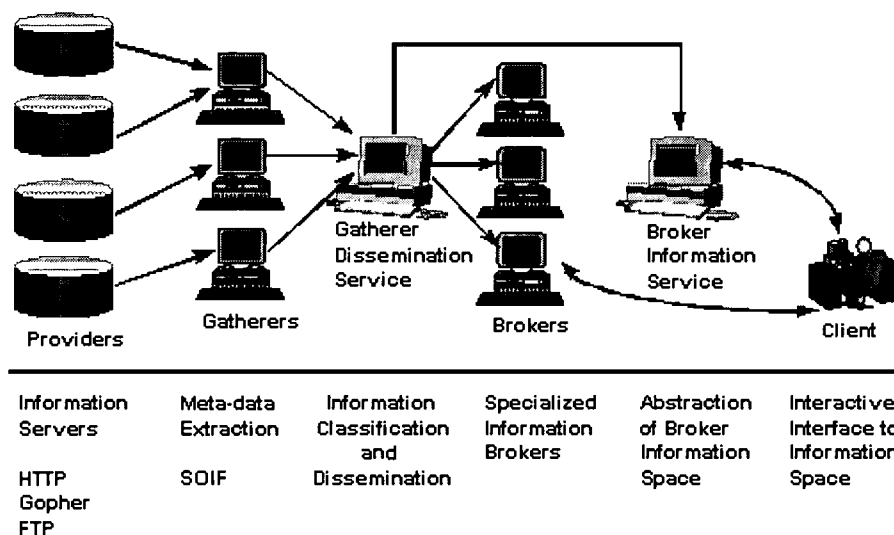 Providers
Gatherers
Gatherer
Dissemination
Service
Brokers
Broker
Information
Service
Client
Information
Servers
HTTP
Gopher
FTP
Meta-data
Extraction
SOIF
Information
Classification
and
Dissemination
Specialized
Information
Brokers
Abstraction
of Broker
Information
Space
Interactive
Interface to
Information
Space